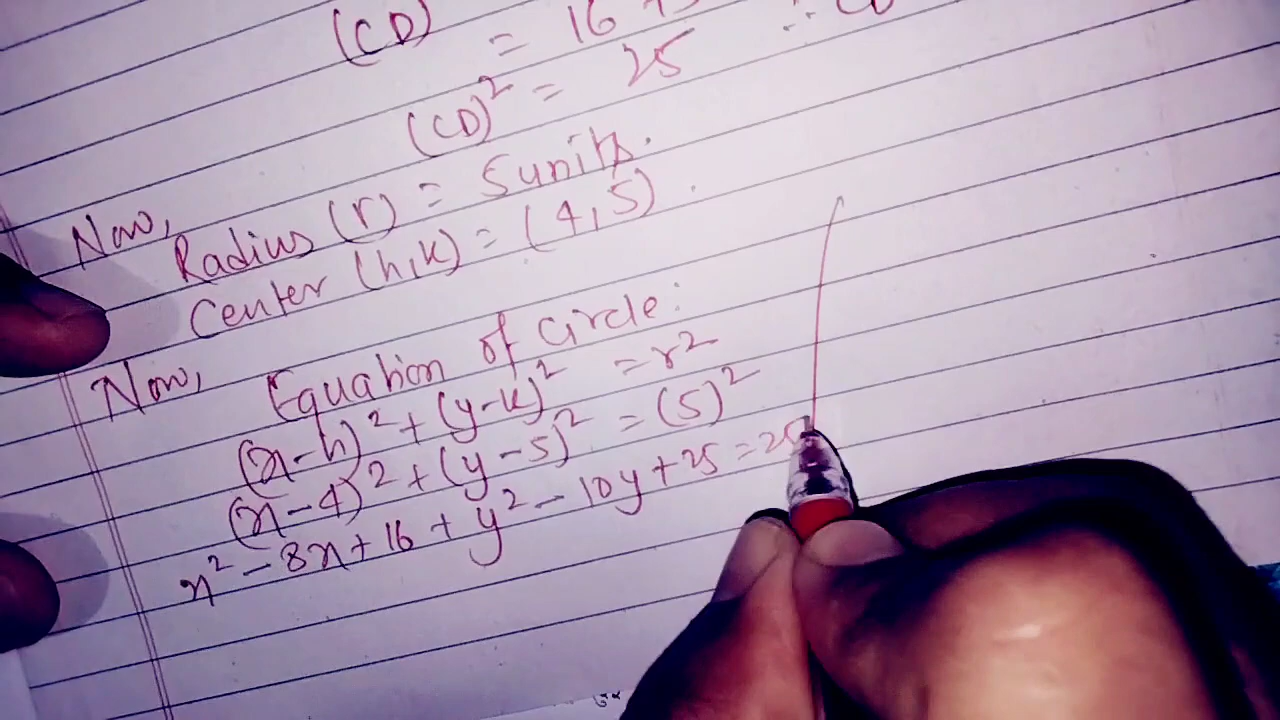 (CD) = 16
(CD)² = 25
Now,
Radius (r) = 5units.
Center (h,k) = (4,5).
Now,
Equation of Circle:
(x-h)² + (y-k)² = r²
(x-4)² + (y-5)² = (5)²
x² - 8x + 16 + y² - 10y + 25 = 25